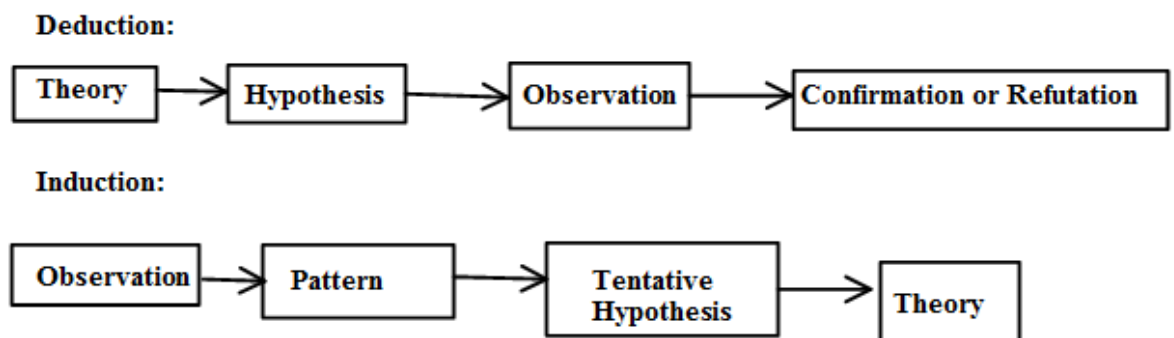 Deduction:
Theory
Hypothesis
Observation
Confirmation or Refutation
Induction:
Observation
Pattern
Tentative
Hypothesis
Theory